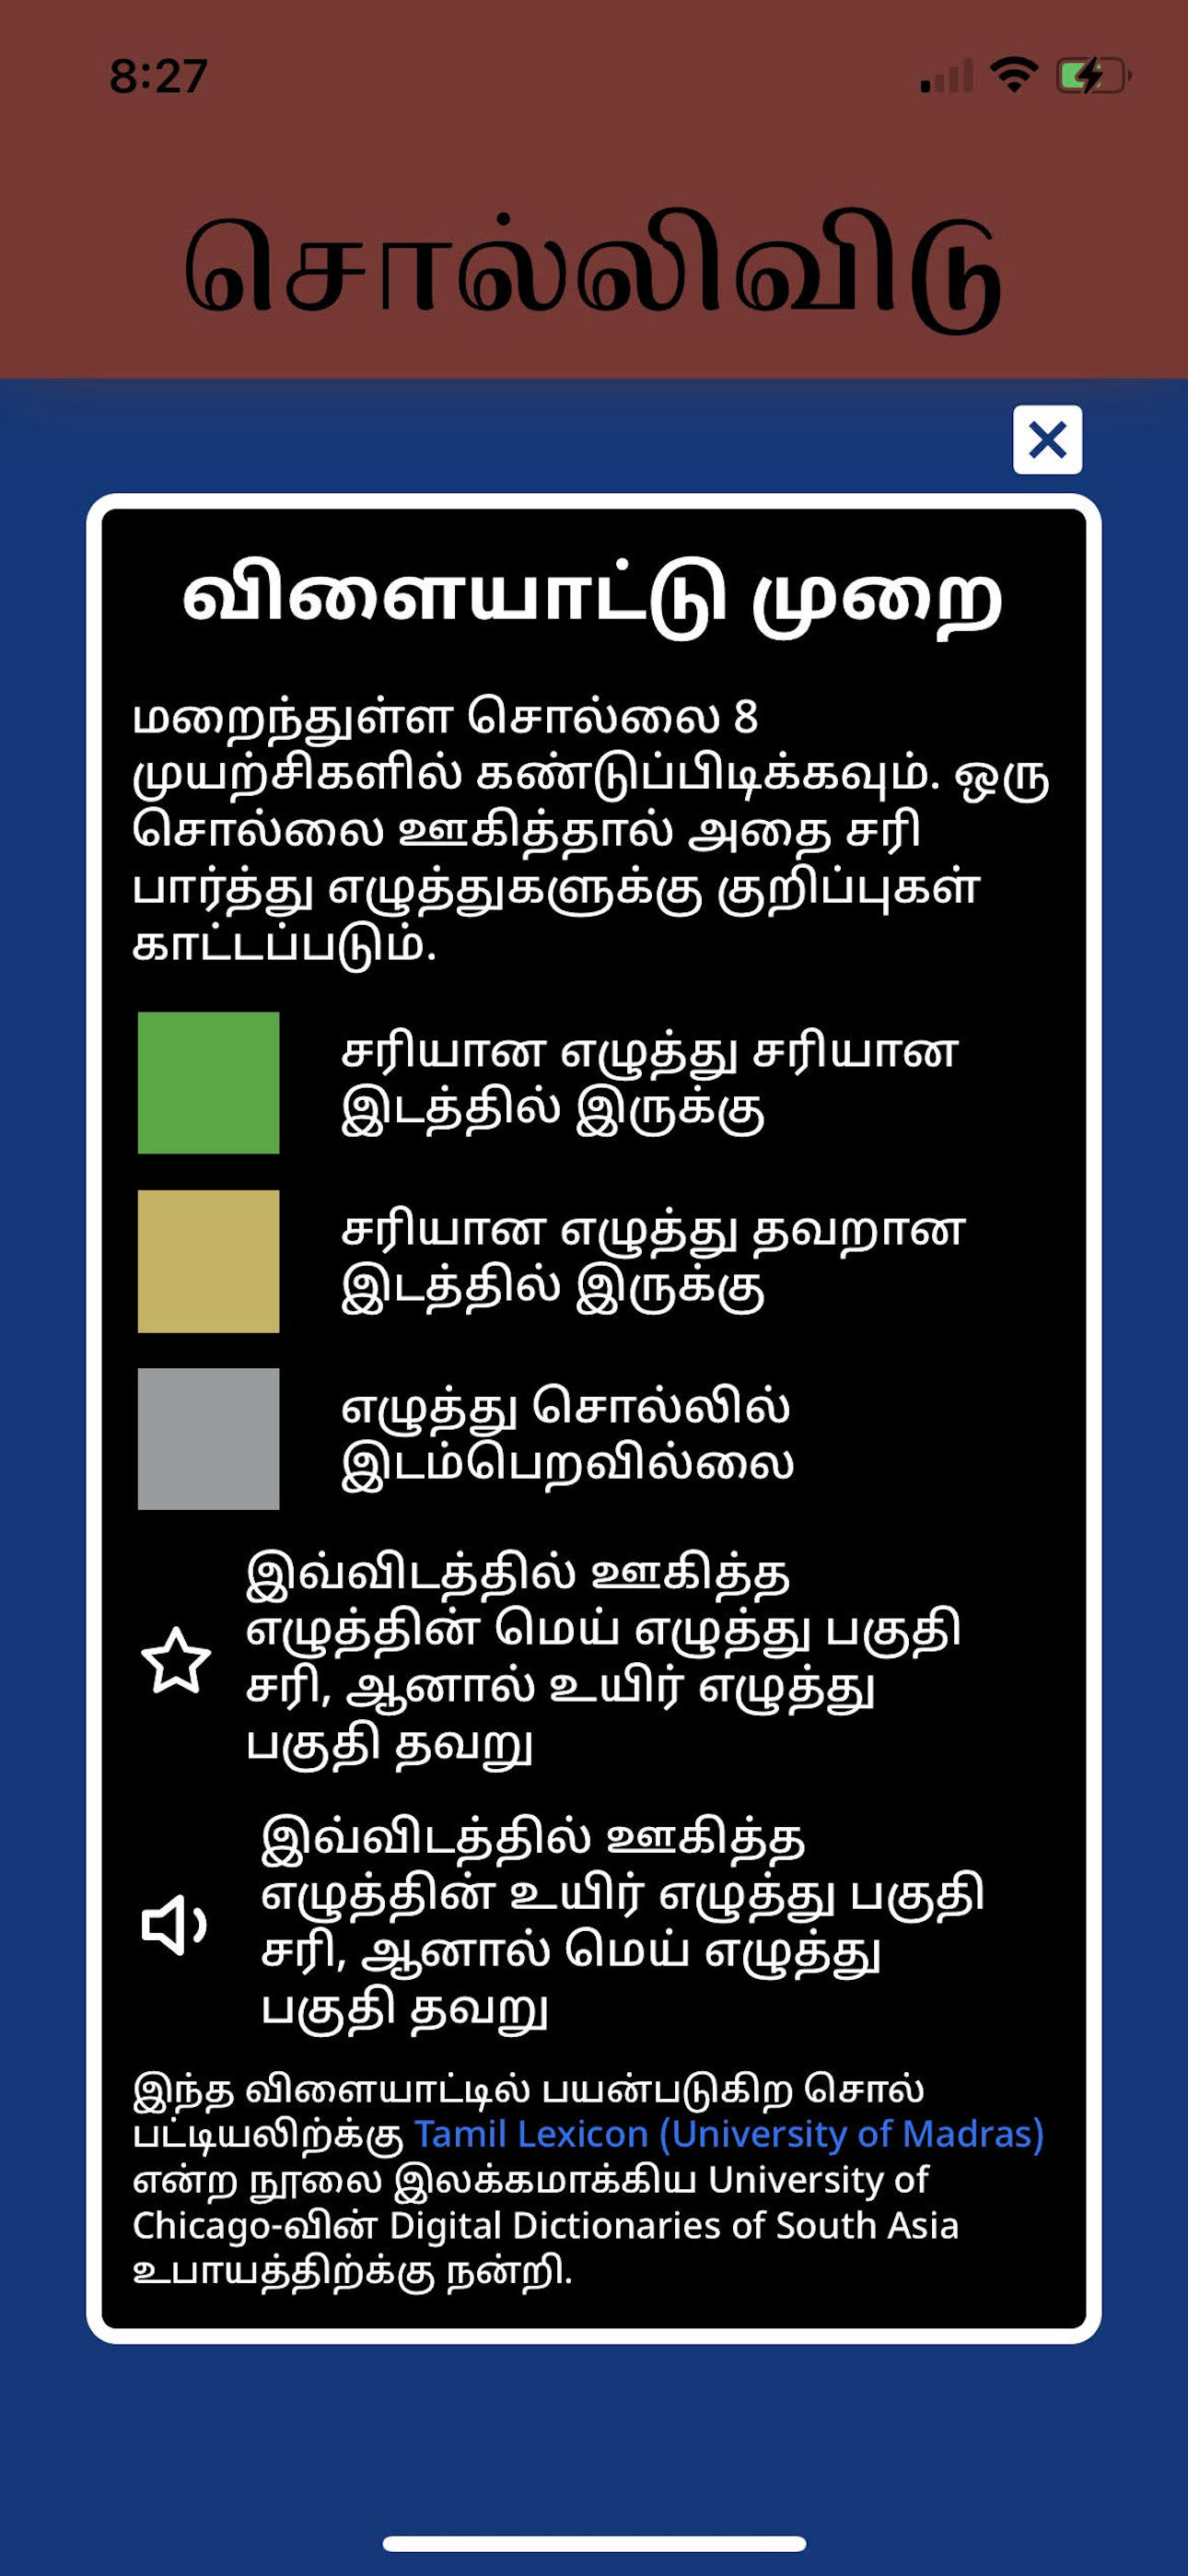 8:27
சொல்லிவிடு
விளையாட்டு முறை
மறைந்துள்ள சொல்லை 8
முயற்சிகளில் கண்டுப்பிடிக்கவும். ஒரு
சொல்லை ஊகித்தால் அதை சரி
பார்த்து எழுத்துகளுக்கு குறிப்புகள்
காட்டப்படும்.
சரியான எழுத்து சரியான
இடத்தில் இருக்கு
சரியான எழுத்து தவறான
இடத்தில் இருக்கு
எழுத்து சொல்லில்
இடம்பெறவில்லை
இவ்விடத்தில் ஊகித்த
எழுத்தின் மெய் எழுத்து பகுதி
சரி, ஆனால் உயிர் எழுத்து
பகுதி தவறு
இவ்விடத்தில் ஊகித்த
எழுத்தின் உயிர் எழுத்து பகுதி
சரி, ஆனால் மெய் எழுத்து
பகுதி தவறு
இந்த விளையாட்டில் பயன்படுகிற சொல்
பட்டியலிற்க்கு Tamil Lexicon (University of Madras)
என்ற நூலை இலக்கமாக்கிய University of
Chicago-வின் Digital Dictionaries of South Asia
உபாயத்திற்க்கு நன்றி.